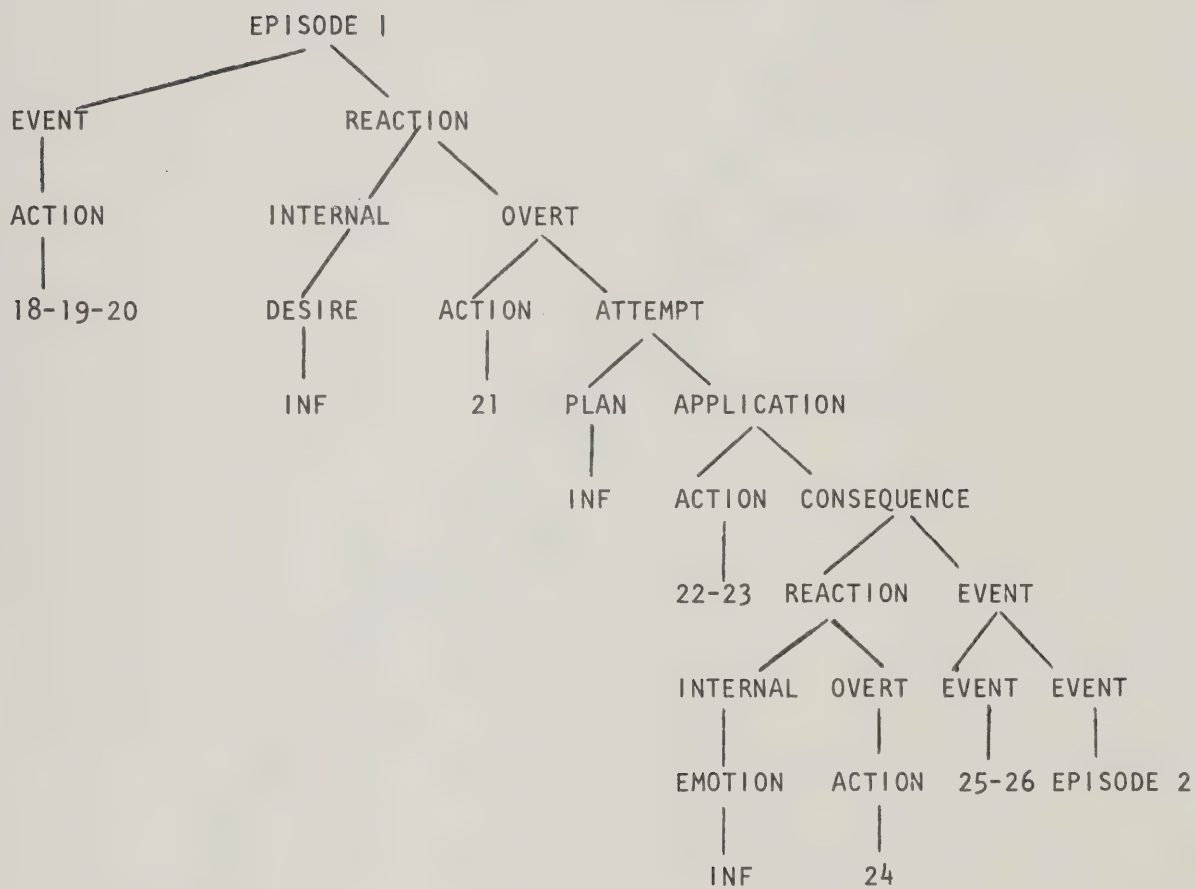 EPISODE 1
EVENT REACTION
ACTION INTERNAL OVERT
18-19-20 DESIRE ACTION ATTEMPT
INF 21 PLAN APPLICATION
INF ACTION CONSEQUENCE
22-23 REACTION EVENT
INTERNAL OVERT EVENT EVENT
EMOTION ACTION 25-26 EPISODE 2
INF 24